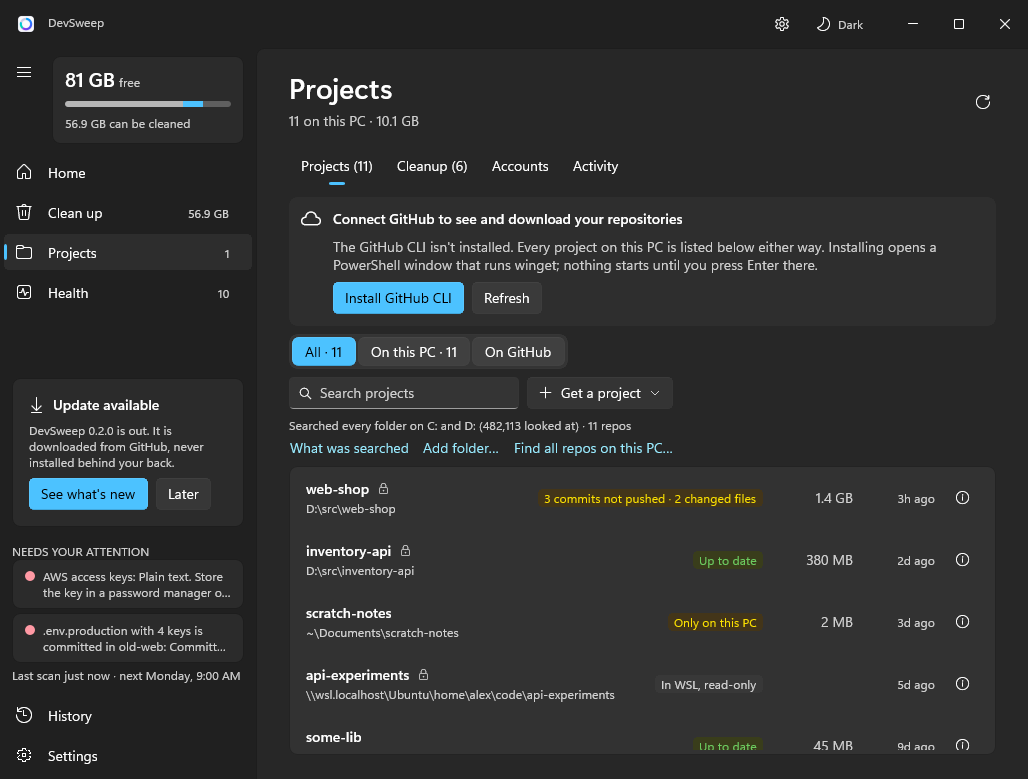 DevSweep
Dark
81 GB free
56.9 GB can be cleaned
Home
Clean up 56.9 GB
Projects 1
Health 10
Update available
DevSweep 0.2.0 is out. It is
downloaded from GitHub, never
installed behind your back.
See what's new Later
NEEDS YOUR ATTENTION
AWS access keys: Plain text. Store
the key in a password manager o...
.env.production with 4 keys is
committed in old-web: Committ...
Last scan just now · next Monday, 9:00 AM
History
Settings
Projects
11 on this PC · 10.1 GB
Projects (11) Cleanup (6) Accounts Activity
Connect GitHub to see and download your repositories
The GitHub CLI isn't installed. Every project on this PC is listed below either way. Installing opens a
PowerShell window that runs winget; nothing starts until you press Enter there.
Install GitHub CLI Refresh
All · 11 On this PC · 11 On GitHub
Search projects Get a project
Searched every folder on C: and D: (482,113 looked at) · 11 repos
What was searched Add folder... Find all repos on this PC...
web-shop 3 commits not pushed · 2 changed files 1.4 GB 3h ago
D:\src\web-shop
inventory-api Up to date 380 MB 2d ago
D:\src\inventory-api
scratch-notes Only on this PC 2 MB 3d ago
~\Documents\scratch-notes
api-experiments In WSL, read-only 5d ago
\\wsl.localhost\Ubuntu\home\alex\code\api-experiments
some-lib Up to date 45 MB 9d ago